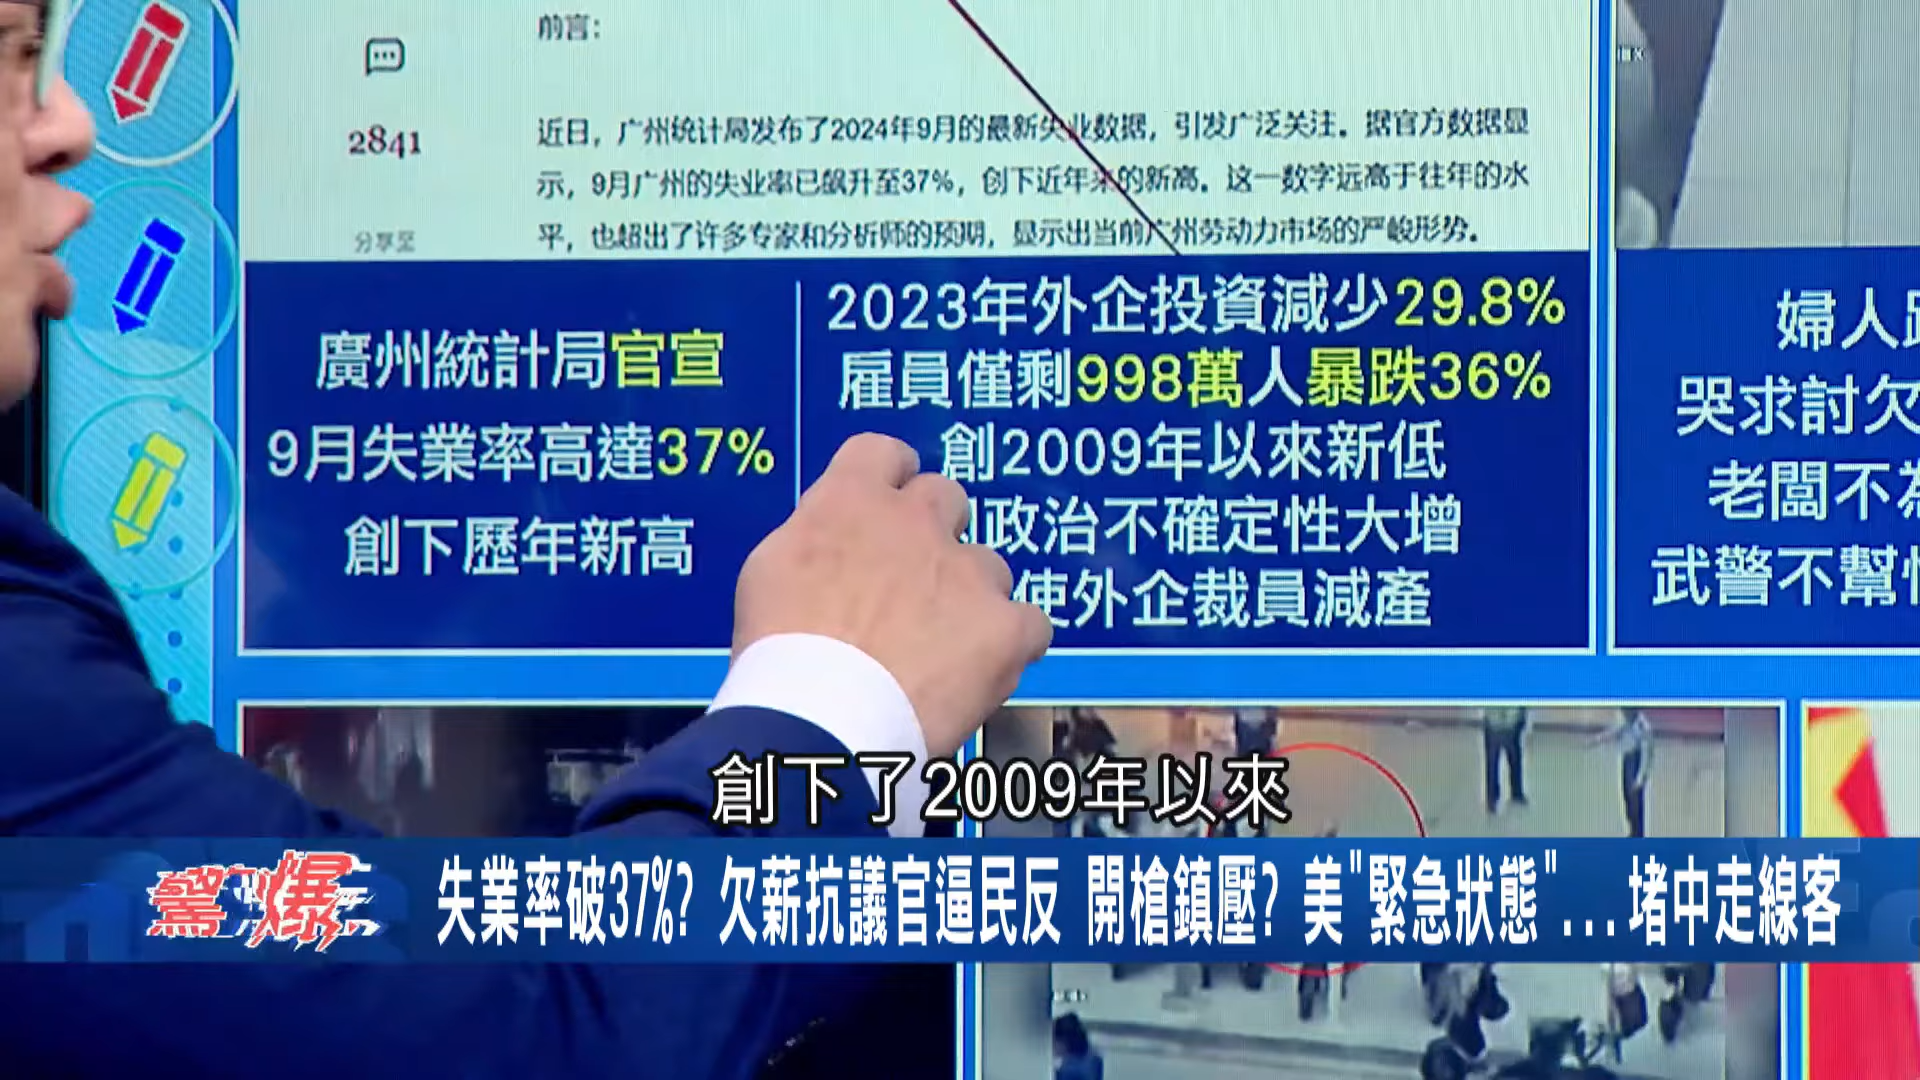 前言：
2841
近日，广州统计局发布了2024年9月的最新失业数据，引发广泛关注。据官方数据显
示，9月广州的失业率已飙升至37%，创下近年来的新高。这一数字远高于往年的水
平，也超出了许多专家和分析师的预期，显示出当前广州劳动力市场的严峻形势。
分享至
廣州統計局官宣
9月失業率高達37%
創下歷年新高
2023年外企投資減少29.8%
雇員僅剩998萬人暴跌36%
創2009年以來新低
政治不確定性大增
使外企裁員減產
婦人
哭求討欠
老闆不
武警不幫
創下了2009年以來
驚爆
失業率破37%? 欠薪抗議官逼民反 開槍鎮壓? 美"緊急狀態"...堵中走線客